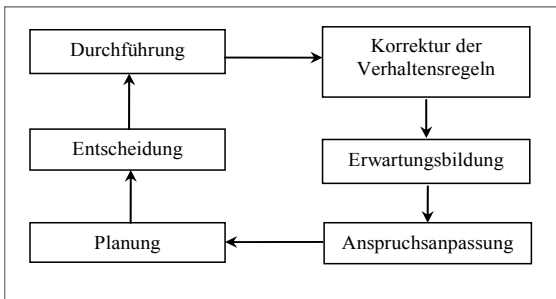 Durchführung
Korrektur der
Verhaltensregeln
Entscheidung
Erwartungsbildung
Planung
Anspruchsanpassung